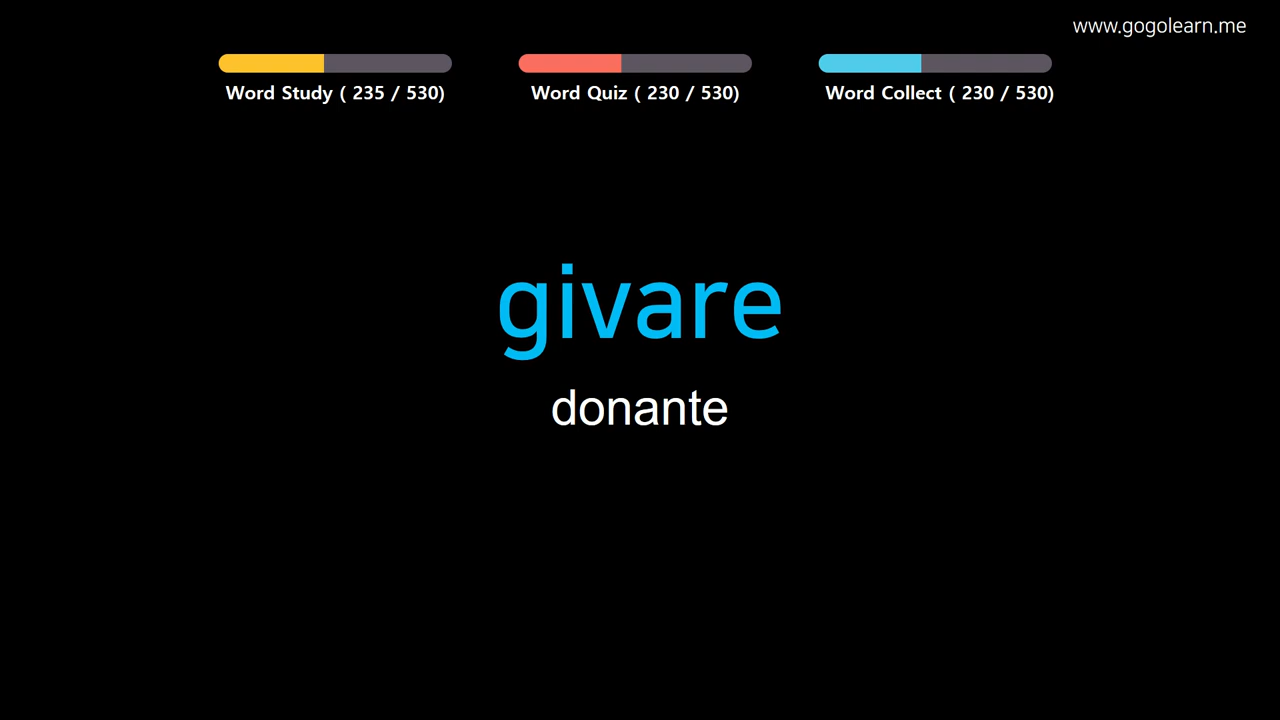 www.gogolearn.me
Word Study ( 235 / 530)
Word Quiz ( 230 / 530)
Word Collect ( 230 / 530)
givare
donante